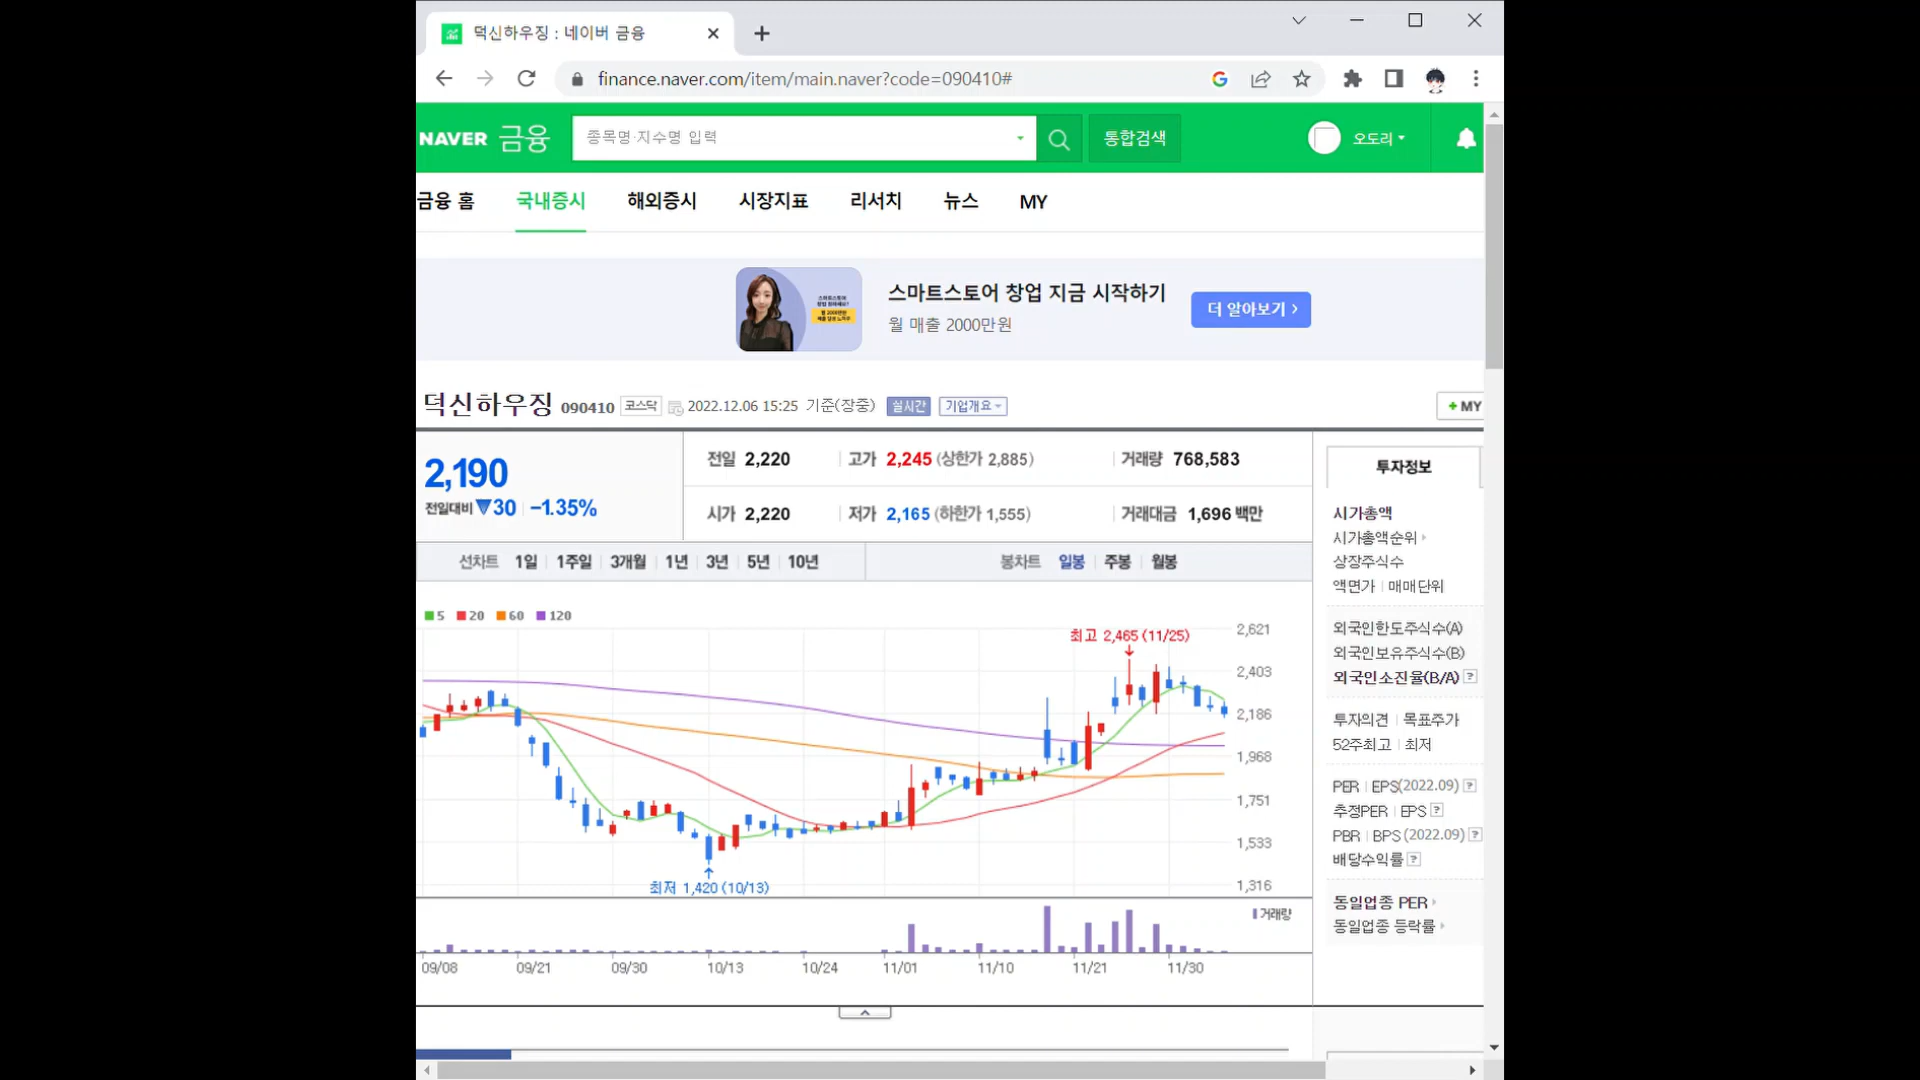 덕신하우징 : 네이버 금융
finance.naver.com/item/main.naver?code=090410#
NAVER 금융
종목명·지수명 입력
통합검색
오도리
금융 홈 국내증시 해외증시 시장지표 리서치 뉴스 MY
스마트스토어 창업 지금 시작하기
월 매출 2000만원
더 알아보기
덕신하우징 090410 코스닥 2022.12.06 15:25 기준(장중) 실시간 기업개요
+ MY
2,190
전일대비 ▼30 -1.35%
전일 2,220 고가 2,245 (상한가 2,885) 거래량 768,583
시가 2,220 저가 2,165 (하한가 1,555) 거래대금 1,696 백만
선차트 1일 1주일 3개월 1년 3년 5년 10년 봉차트 일봉 주봉 월봉
5 20 60 120
최고 2,465 (11/25)
2,621
2,403
2,186
1,968
1,751
1,533
1,316
최저 1,420 (10/13)
거래량
09/08 09/21 09/30 10/13 10/24 11/01 11/10 11/21 11/30
투자정보
시가총액
시가총액순위
상장주식수
액면가 매매단위
외국인한도주식수(A)
외국인보유주식수(B)
외국인소진율(B/A) ?
투자의견 목표주가
52주최고 최저
PER EPS(2022.09) ?
추정PER EPS ?
PBR BPS (2022.09) ?
배당수익률 ?
동일업종 PER
동일업종 등락률